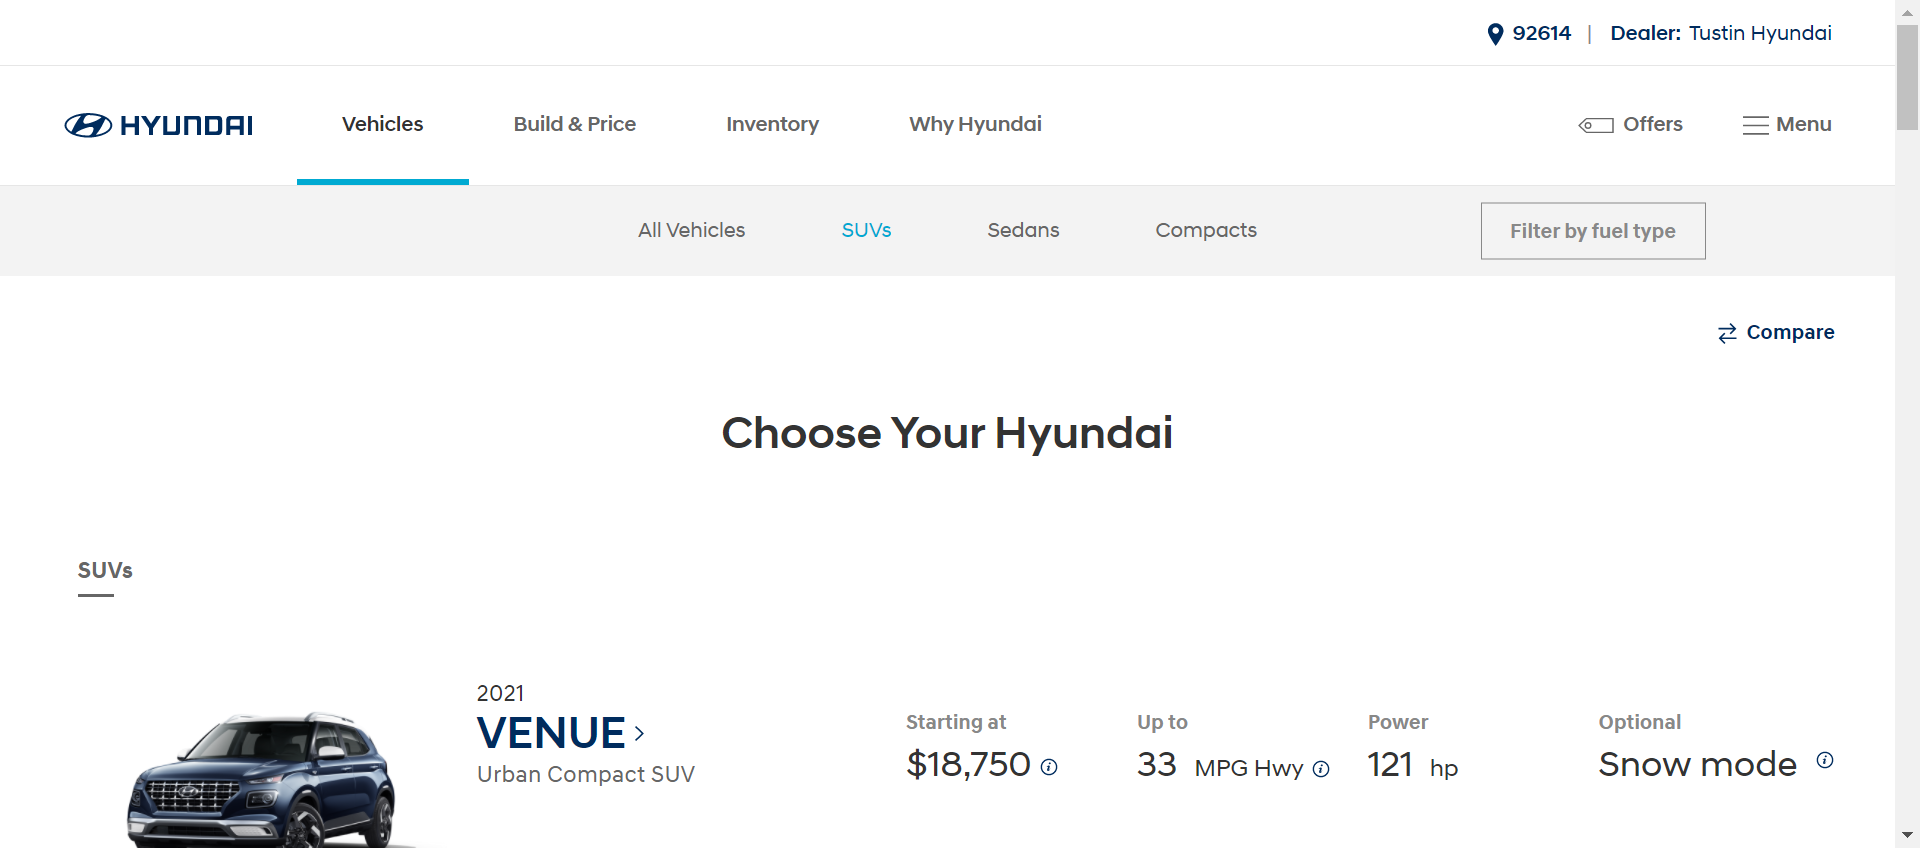 92614 | Dealer: Tustin Hyundai
HYUNDAI Vehicles Build & Price Inventory Why Hyundai Offers Menu
All Vehicles SUVs Sedans Compacts Filter by fuel type
Compare
Choose Your Hyundai
SUVs
2021
VENUE
Urban Compact SUV
Starting at
$18,750
Up to
33 MPG Hwy
Power
121 hp
Optional
Snow mode